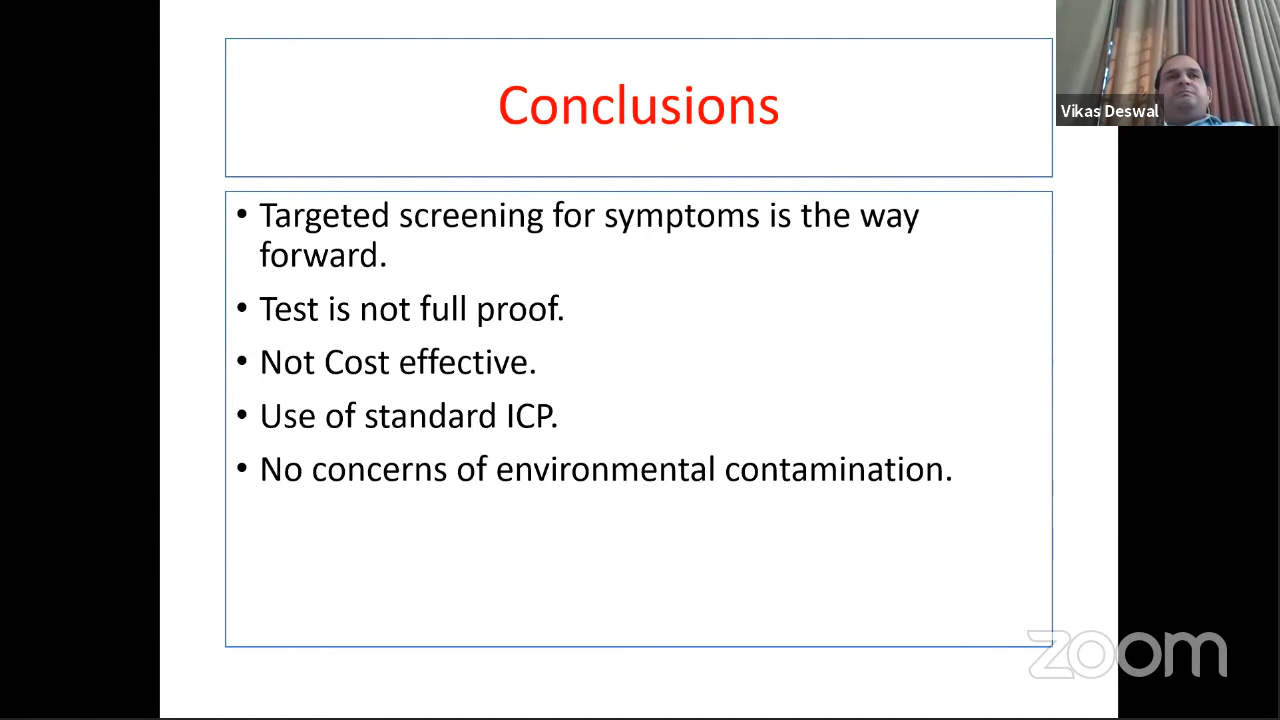 Conclusions
Vikas Deswal
• Targeted screening for symptoms is the way
forward.
• Test is not full proof.
• Not Cost effective.
• Use of standard ICP.
• No concerns of environmental contamination.
zoom